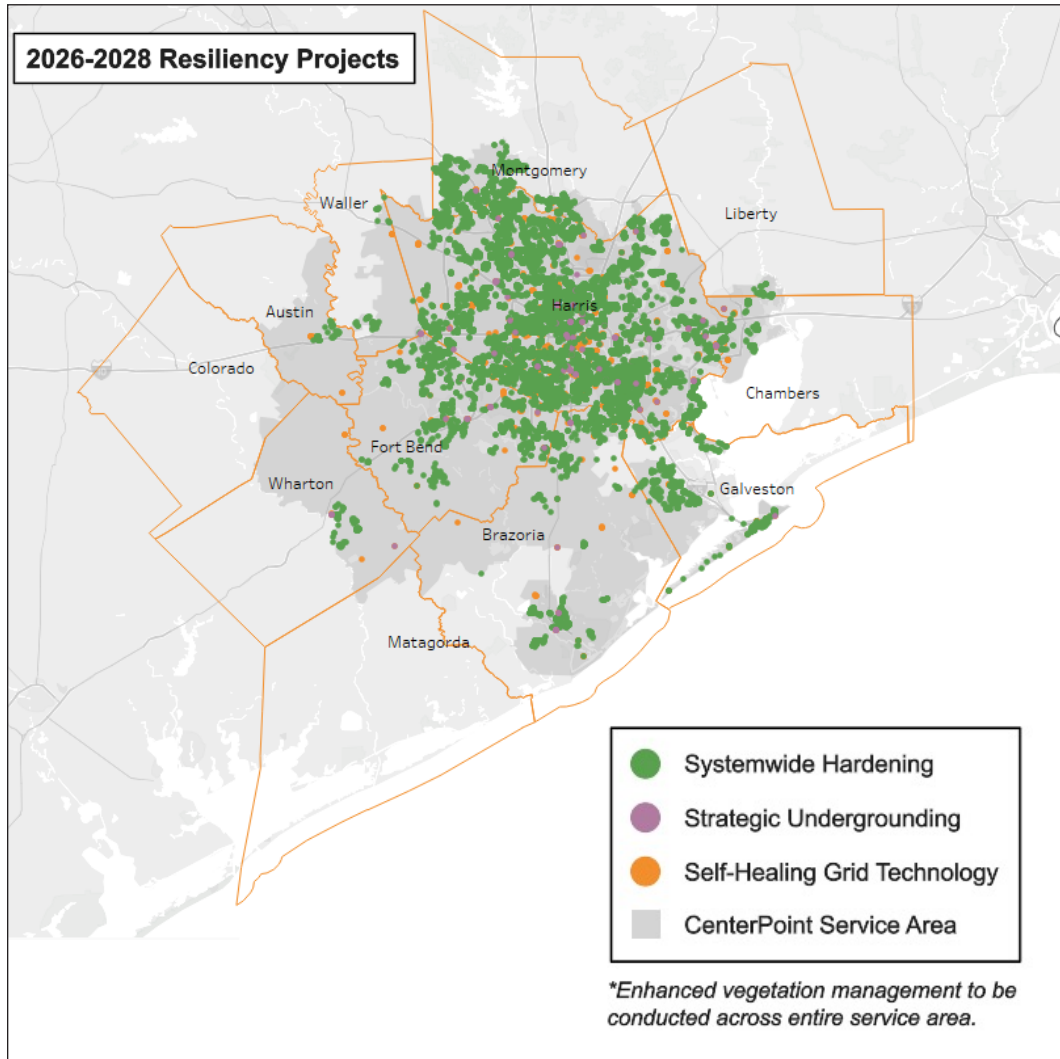 2026-2028 Resiliency Projects
Montgomery
Waller
Liberty
Harris
Austin
Colorado
Chambers
Fort Bend
Wharton
Galveston
Brazoria
Matagorda
Systemwide Hardening
Strategic Undergrounding
Self-Healing Grid Technology
CenterPoint Service Area
*Enhanced vegetation management to be
conducted across entire service area.